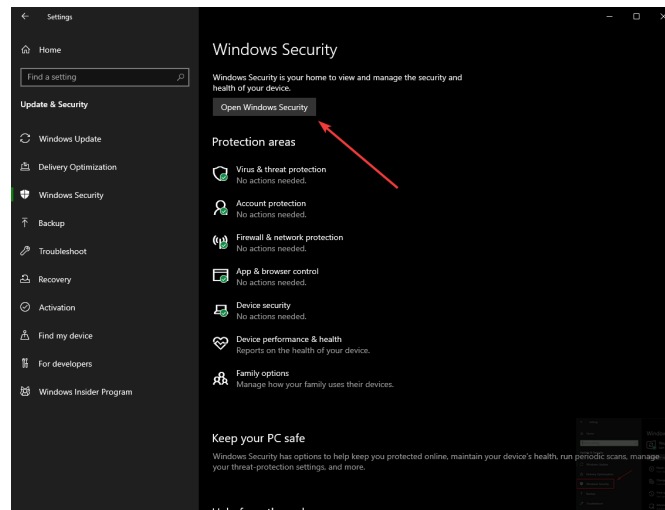 Settings
Home
Find a setting
Update & Security
Windows Update
Delivery Optimization
Windows Security
Backup
Troubleshoot
Recovery
Activation
Find my device
For developers
Windows Insider Program
Windows Security
Windows Security is your home to view and manage the security and
health of your device.
Open Windows Security
Protection areas
Virus & threat protection
No actions needed.
Account protection
No actions needed.
Firewall & network protection
No actions needed.
App & browser control
No actions needed.
Device security
No actions needed.
Device performance & health
Reports on the health of your device.
Family options
Manage how your family uses their devices.
Keep your PC safe
Windows Security has options to help keep you protected online, maintain your device's health, run periodic scans, manage
your threat-protection settings, and more.